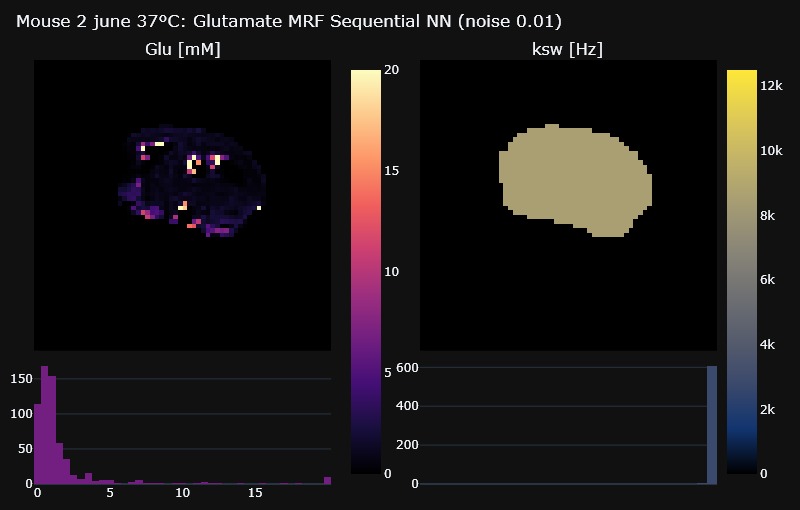 Mouse 2 june 37ºC: Glutamate MRF Sequential NN (noise 0.01)
Glu [mM]
ksw [Hz]
20
15
10
5
0
12k
10k
8k
6k
4k
2k
0
150
100
50
0
0
5
10
15
600
400
200
0